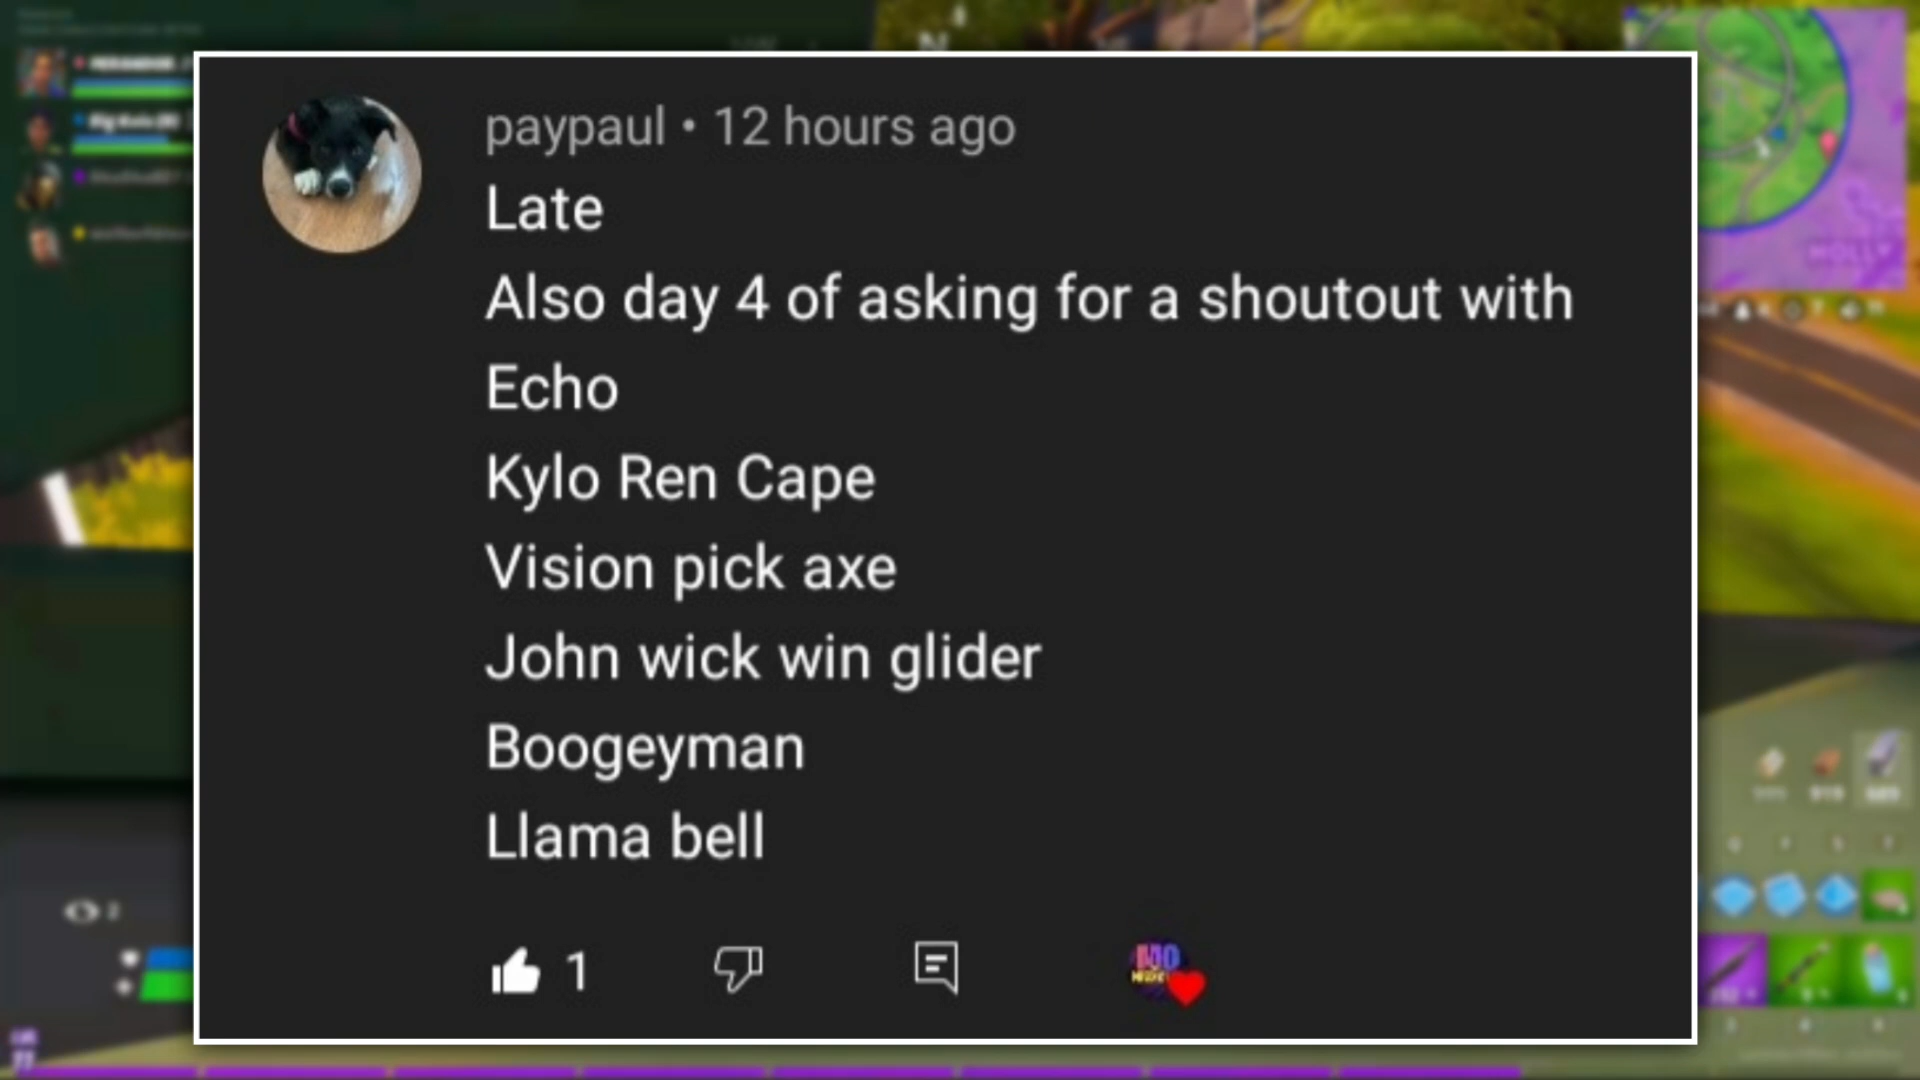 paypaul • 12 hours ago
Late
Also day 4 of asking for a shoutout with
Echo
Kylo Ren Cape
Vision pick axe
John wick win glider
Boogeyman
Llama bell
1